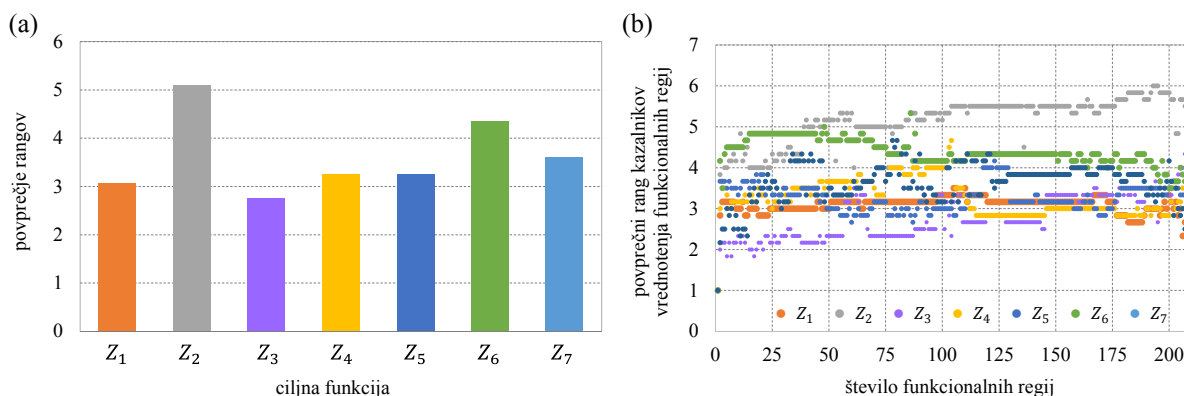 (a)
6
5
4
3
2
1
0
povprečje rangov
Z₁ Z₂ Z₃ Z₄ Z₅ Z₆ Z₇
ciljna funkcija
(b)
povprečni rang kazalnikov
vrednotenja funkcionalnih regij
7
6
5
4
3
2
1
0
Z₁ Z₂ Z₃ Z₄ Z₅ Z₆ Z₇
0 25 50 75 100 125 150 175 200
število funkcionalnih regij